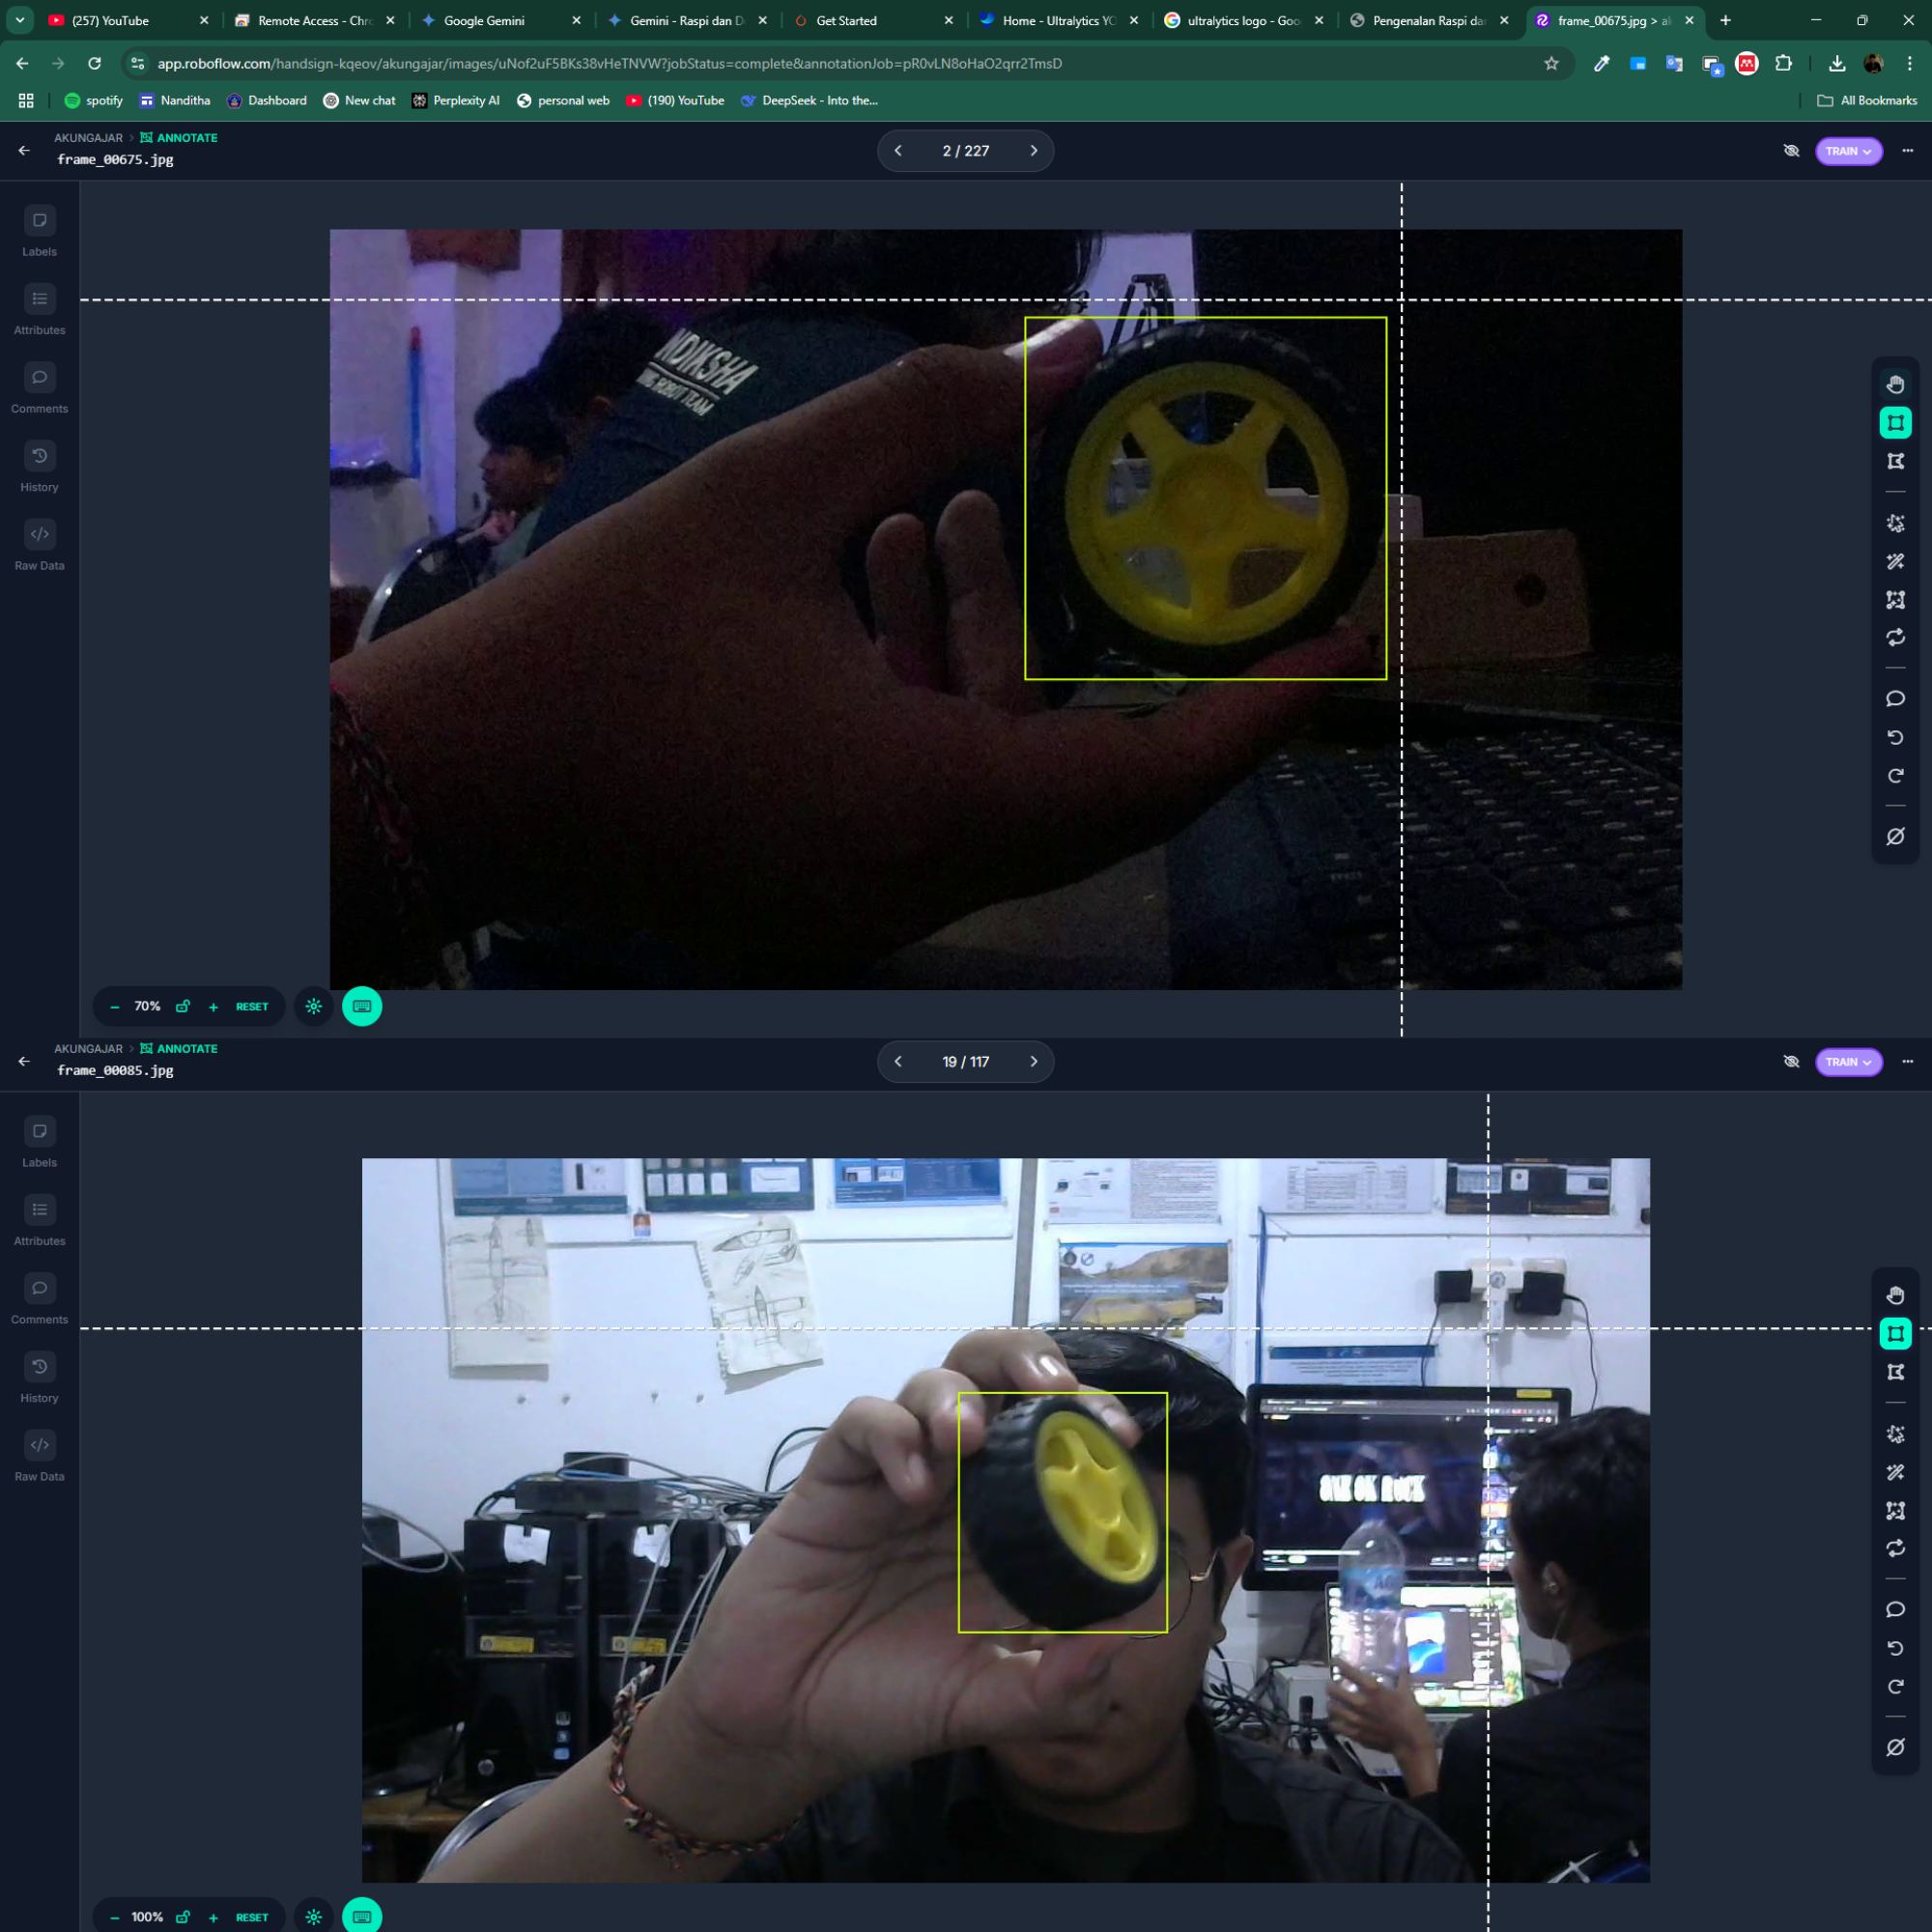 (257) YouTube
Remote Access - Chr
Google Gemini
Gemini - Raspi dan D
Get Started
Home - Ultralytics YO
ultralytics logo - Goo
Pengenalan Raspi da
frame_00675.jpg > a
app.roboflow.com/handsign-kqeov/akungajar/images/uNof2uF5BKs38vHeTNVW?jobStatus=complete&annotationJob=pR0vLN8oHaO2qrr2TmsD
spotify
Nanditha
Dashboard
New chat
Perplexity AI
personal web
(190) YouTube
DeepSeek - Into the...
All Bookmarks
AKUNGAJAR > ANNOTATE
frame_00675.jpg
2 / 227
TRAIN
Labels
Attributes
Comments
History
Raw Data
NDIKSHA
ROBOT TEAM
70%
RESET
AKUNGAJAR > ANNOTATE
frame_00085.jpg
19 / 117
TRAIN
Labels
Attributes
Comments
History
Raw Data
ONE OK ROCK
100%
RESET